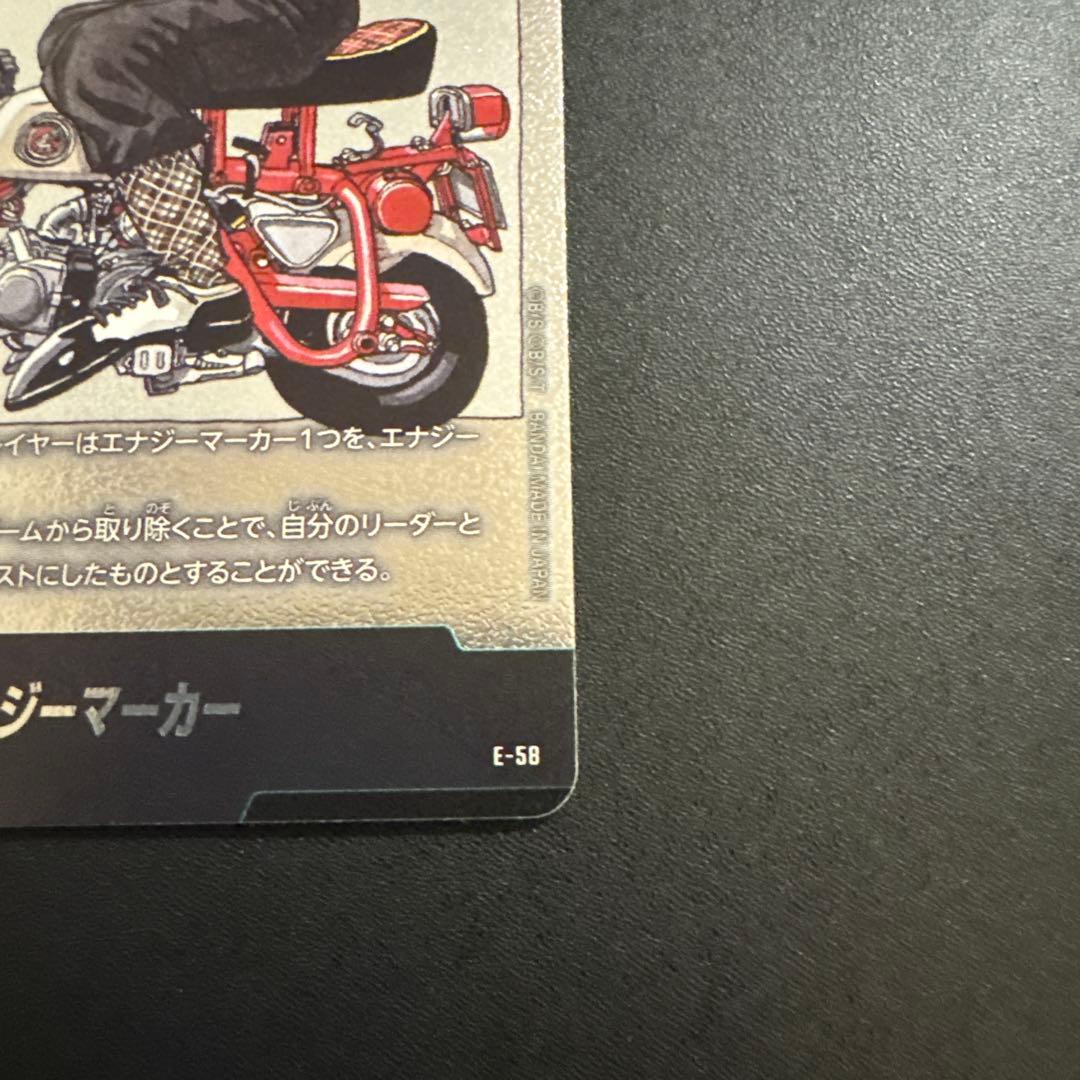 イヤーはエナジーマーカー1つを、エナジー
ームから取り除くことで、自分のリーダーと
ストにしたものとすることができる。
ジーマーカー
E-58
©B/S ©B/S.T. BANDAI MADE IN JAPAN